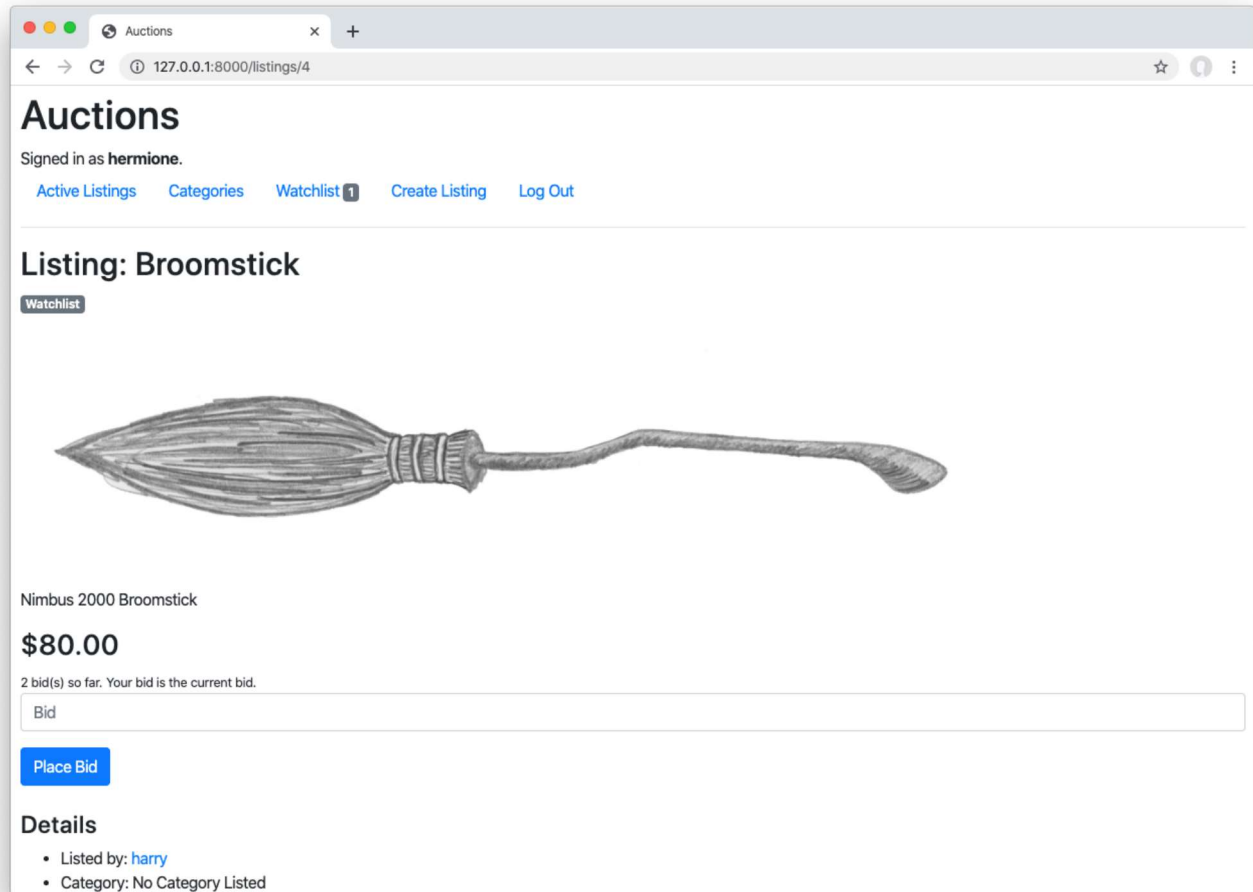 Auctions
127.0.0.1:8000/listings/4
Auctions
Signed in as hermione.
Active Listings Categories Watchlist 1 Create Listing Log Out
Listing: Broomstick
Watchlist
Nimbus 2000 Broomstick
$80.00
2 bid(s) so far. Your bid is the current bid.
Bid
Place Bid
Details
• Listed by: harry
• Category: No Category Listed